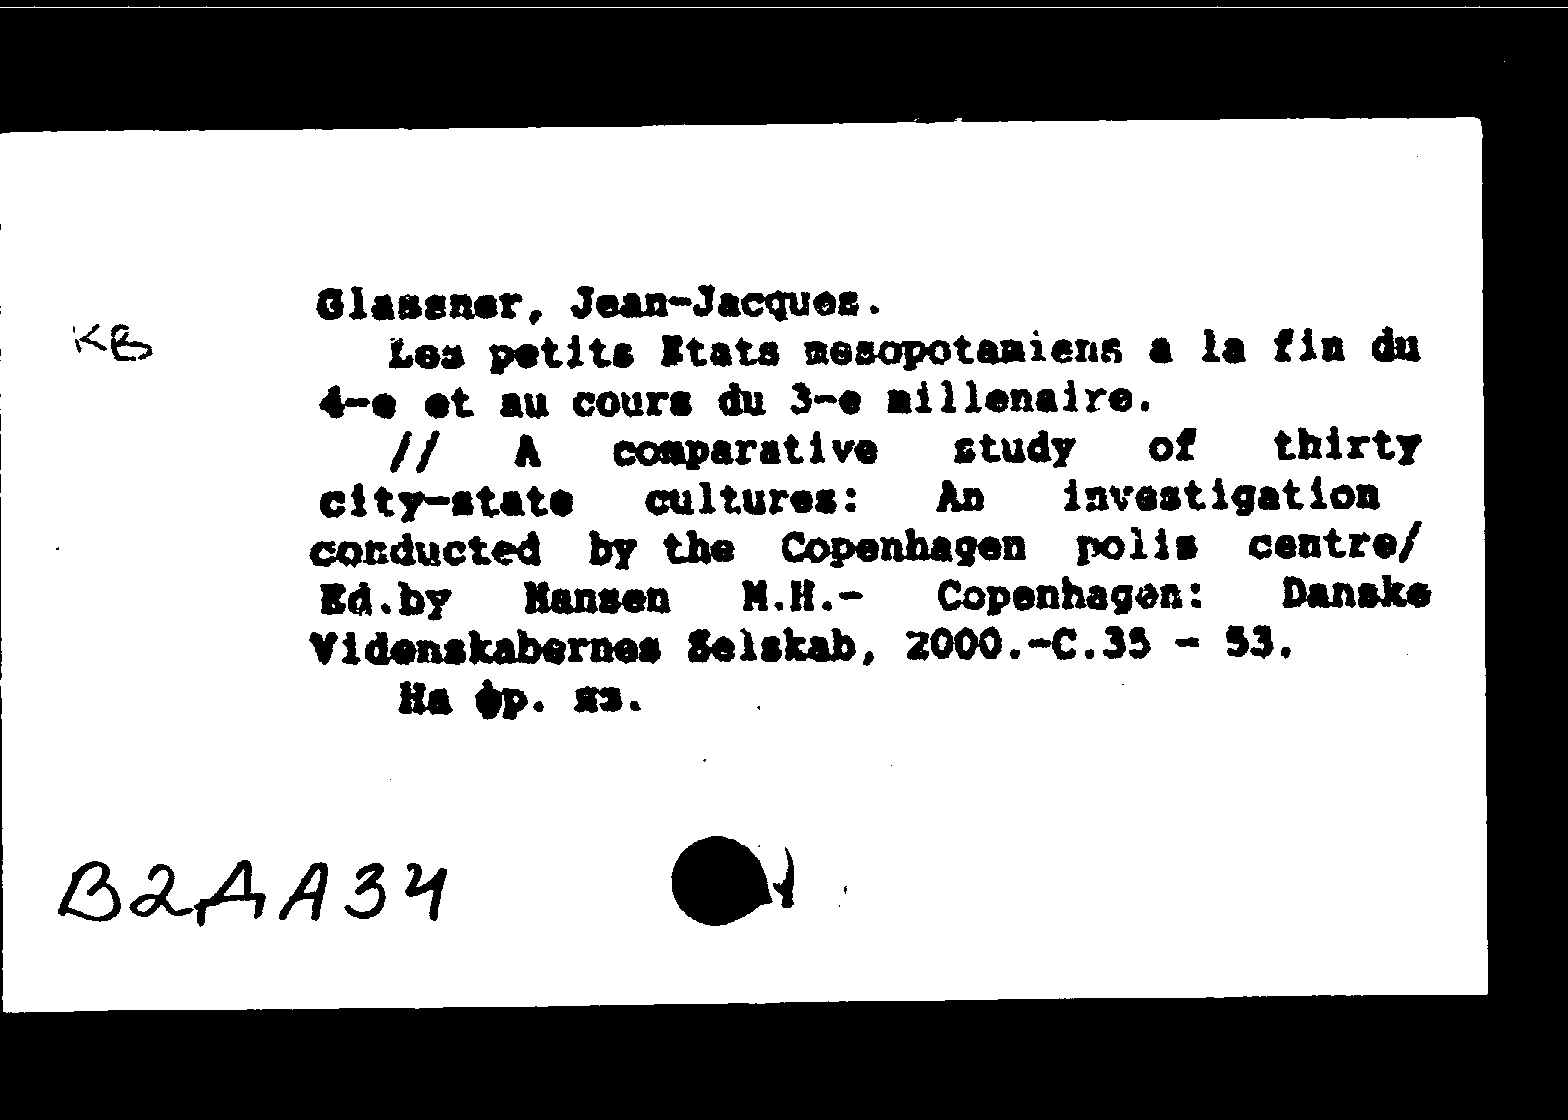 Glassner, Jean-Jacques.
КВ
Les petits Etats mesopotamiens a la fin du
4-e et au cours du 3-e millenaire.
// A comparative study of thirty
city-state cultures: An investigation
conducted by the Copenhagen polis centre/
Ed.by Hansen M.H.- Copenhagen: Danske
Videnskabernes Selskab, 2000.-C.35 - 53.
На фр. яз.
В2ДА34